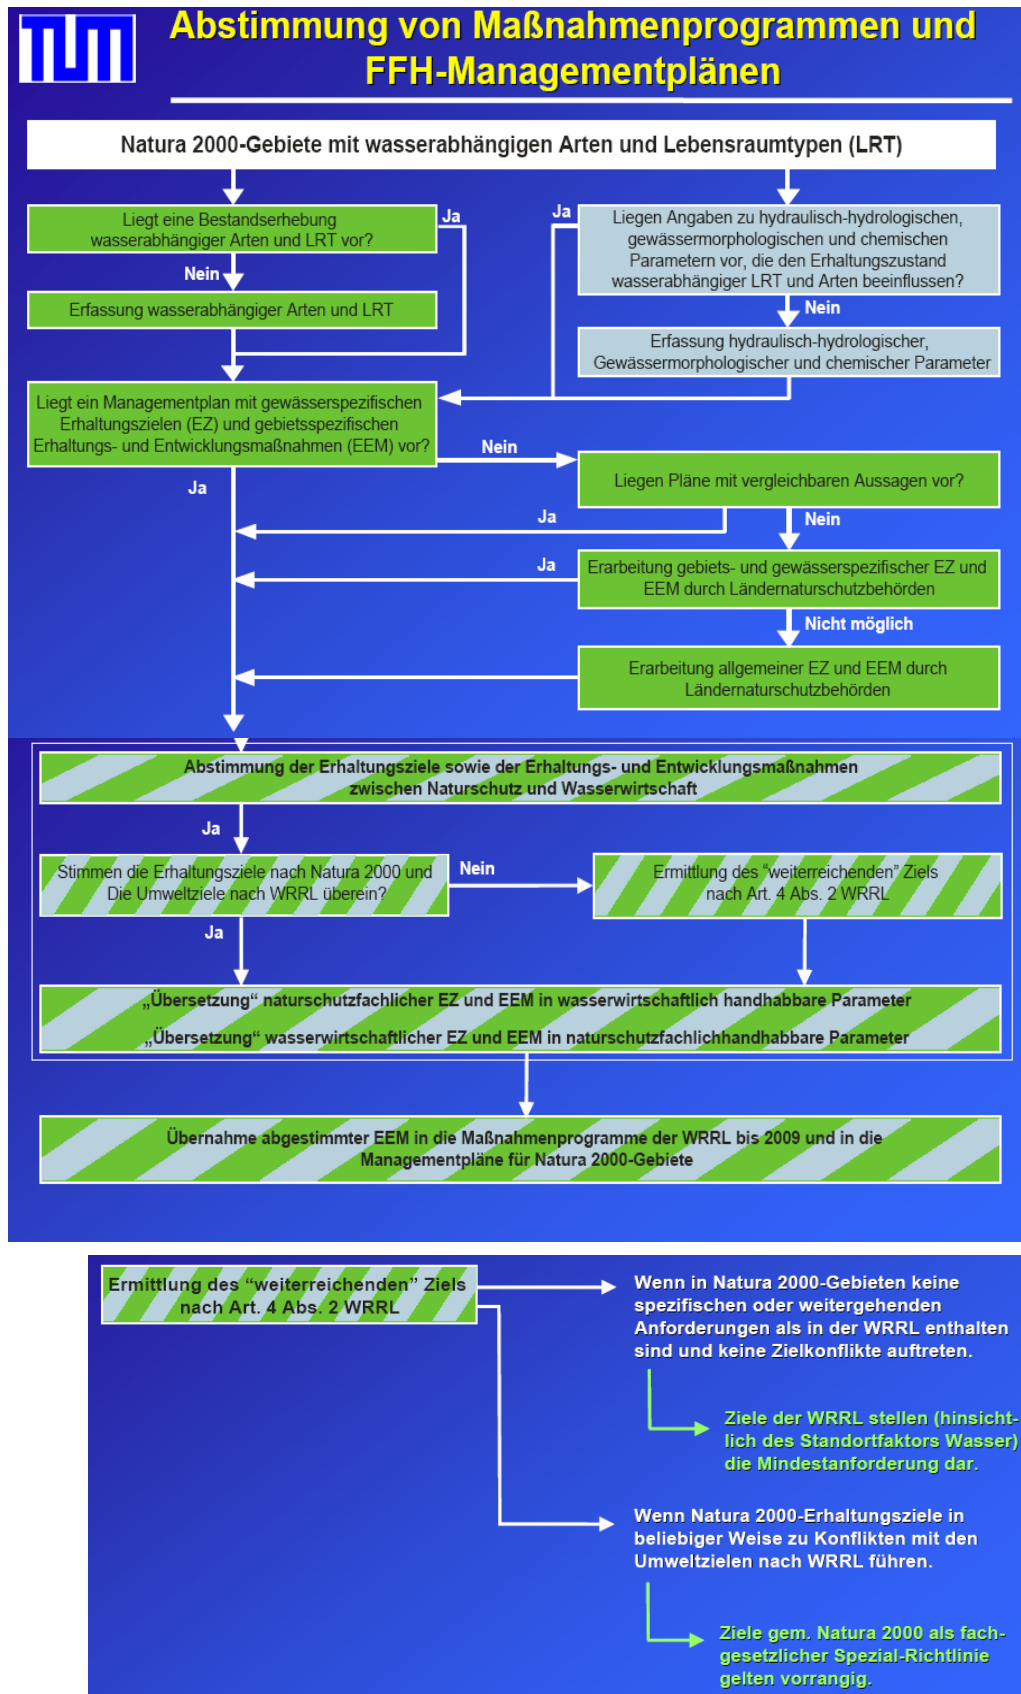 TUM
Abstimmung von Maßnahmenprogrammen und
FFH-Managementplänen
Natura 2000-Gebiete mit wasserabhängigen Arten und Lebensraumtypen (LRT)
Liegt eine Bestandserhebung
wasserabhängiger Arten und LRT vor?
Ja
Nein
Erfassung wasserabhängiger Arten und LRT
Ja
Liegen Angaben zu hydraulisch-hydrologischen,
gewässermorphologischen und chemischen
Parametern vor, die den Erhaltungszustand
wasserabhängiger LRT und Arten beeinflussen?
Nein
Erfassung hydraulisch-hydrologischer,
Gewässermorphologischer und chemischer Parameter
Liegt ein Managementplan mit gewässerspezifischen
Erhaltungszielen (EZ) und gebietsspezifischen
Erhaltungs- und Entwicklungsmaßnahmen (EEM) vor?
Nein
Ja
Liegen Pläne mit vergleichbaren Aussagen vor?
Ja
Nein
Ja
Erarbeitung gebiets- und gewässerspezifischer EZ und
EEM durch Ländernaturschutzbehörden
Nicht möglich
Erarbeitung allgemeiner EZ und EEM durch
Ländernaturschutzbehörden
Abstimmung der Erhaltungsziele sowie der Erhaltungs- und Entwicklungsmaßnahmen
zwischen Naturschutz und Wasserwirtschaft
Ja
Stimmen die Erhaltungsziele nach Natura 2000 und
Die Umweltziele nach WRRL überein?
Nein
Ermittlung des "weiterreichenden" Ziels
nach Art. 4 Abs. 2 WRRL
Ja
„Übersetzung“ naturschutzfachlicher EZ und EEM in wasserwirtschaftlich handhabbare Parameter
„Übersetzung“ wasserwirtschaftlicher EZ und EEM in naturschutzfachlichhandhabbare Parameter
Übernahme abgestimmter EEM in die Maßnahmenprogramme der WRRL bis 2009 und in die
Managementpläne für Natura 2000-Gebiete
Ermittlung des "weiterreichenden" Ziels
nach Art. 4 Abs. 2 WRRL
Wenn in Natura 2000-Gebieten keine
spezifischen oder weitergehenden
Anforderungen als in der WRRL enthalten
sind und keine Zielkonflikte auftreten.
Ziele der WRRL stellen (hinsicht-
lich des Standortfaktors Wasser)
die Mindestanforderung dar.
Wenn Natura 2000-Erhaltungsziele in
beliebiger Weise zu Konflikten mit den
Umweltzielen nach WRRL führen.
Ziele gem. Natura 2000 als fach-
gesetzlicher Spezial-Richtlinie
gelten vorrangig.